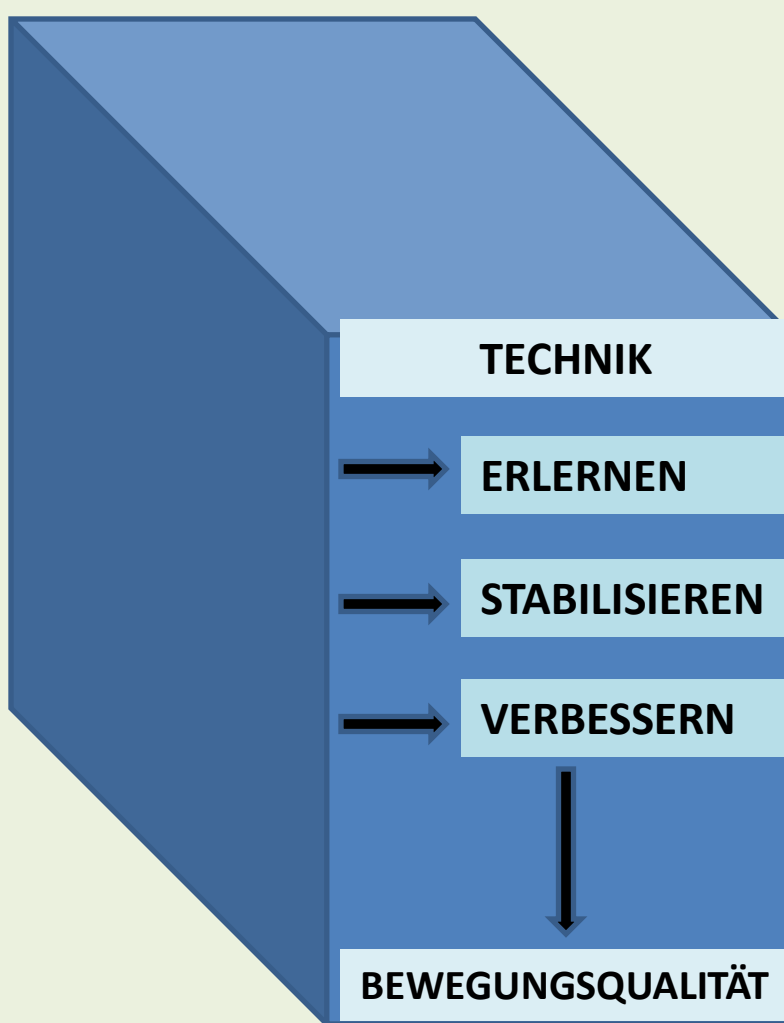 TECHNIK
ERLERNEN
STABILISIEREN
VERBESSERN
BEWEGUNGSQUALITÄT